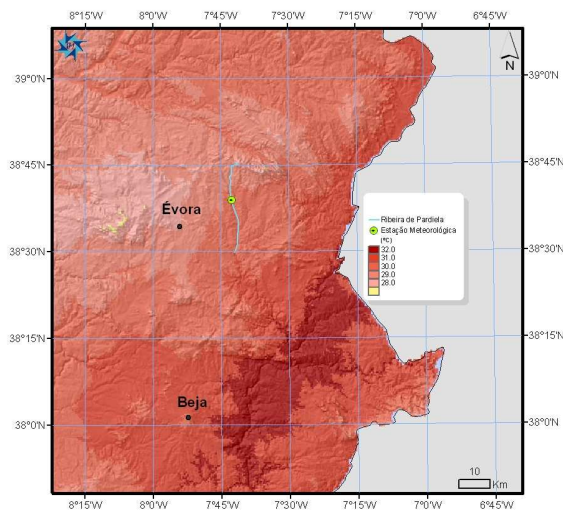 8°15'W 8°0'W 7°45'W 7°30'W 7°15'W 7°0'W 6°45'W
39°0'N 39°0'N
N
38°45'N 38°45'N
Évora
Ribeira de Pardiela
Estação Meteorológica
(ºC)
32.0
31.0
30.0
29.0
28.0
38°30'N 38°30'N
38°15'N 38°15'N
Beja
38°0'N 38°0'N
10
Km
8°15'W 8°0'W 7°45'W 7°30'W 7°15'W 7°0'W 6°45'W